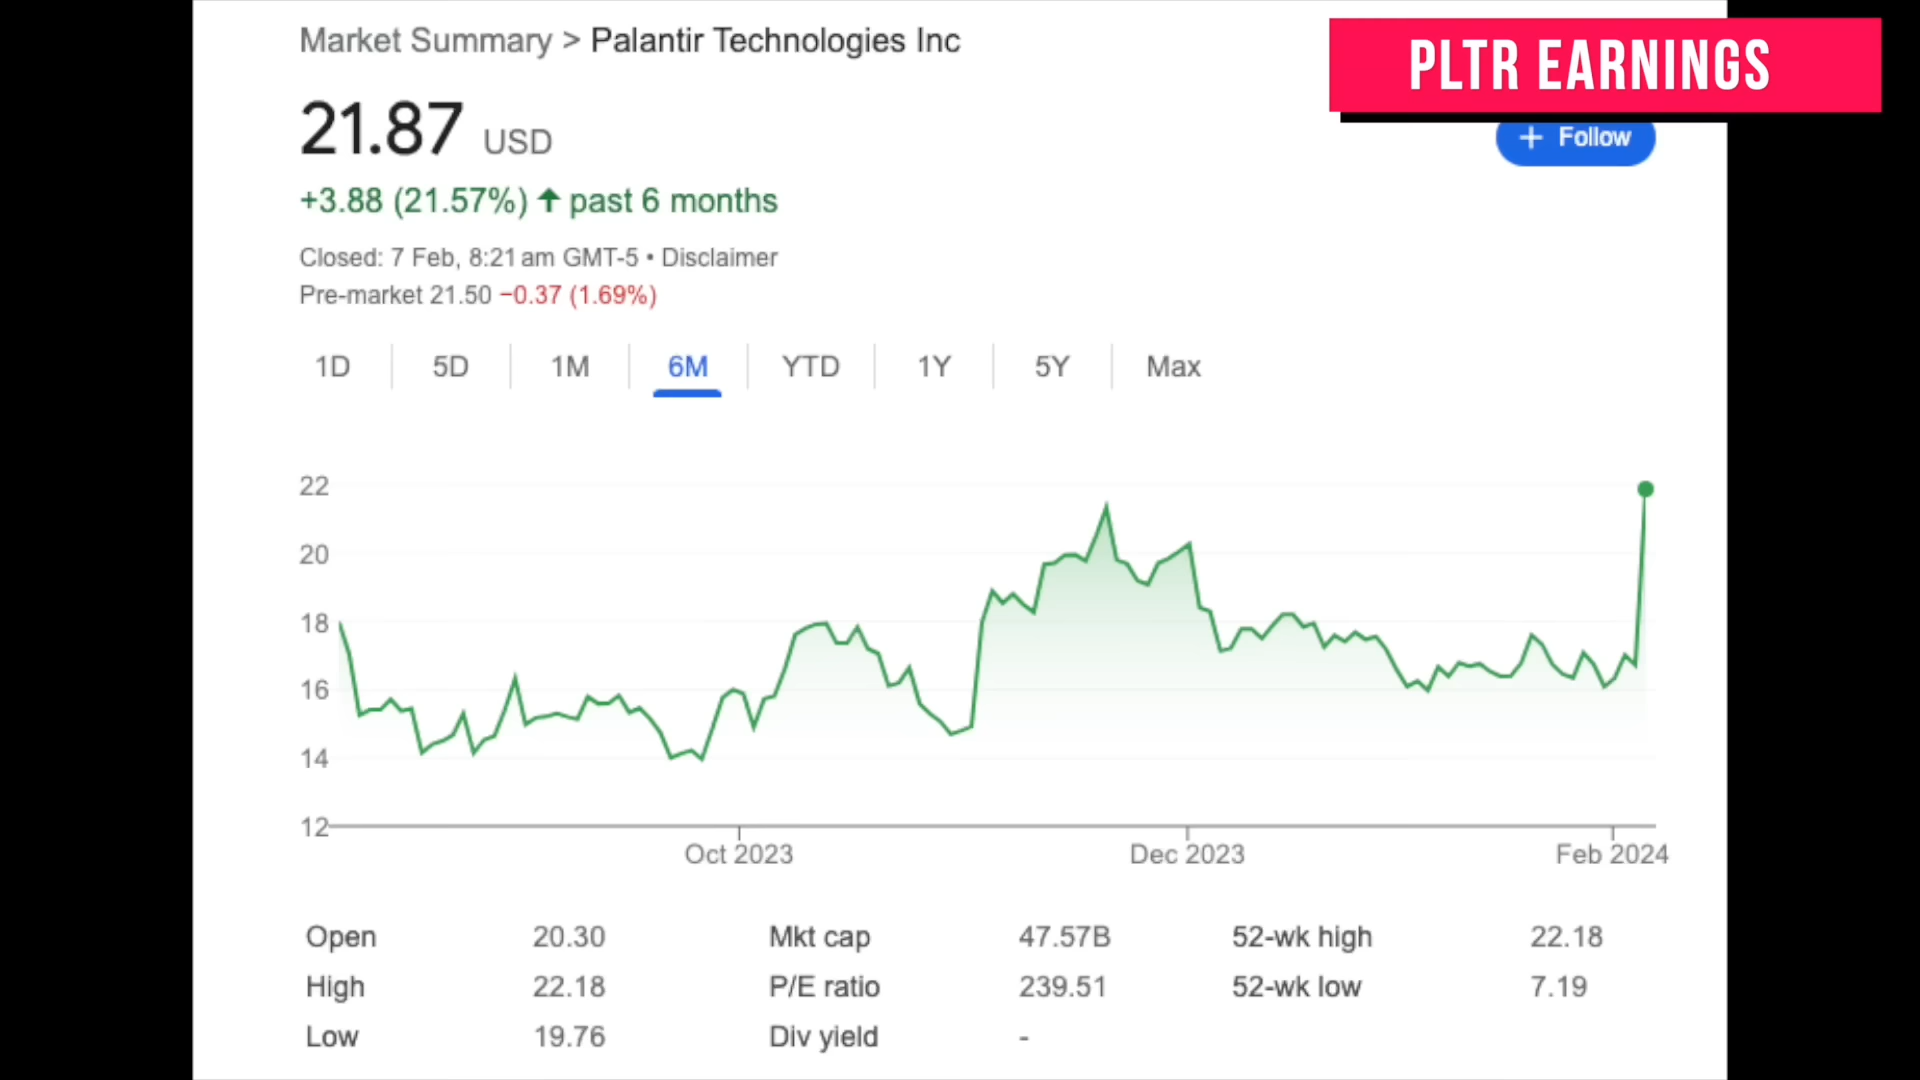 Market Summary > Palantir Technologies Inc
PLTR EARNINGS
21.87 USD
+ Follow
+3.88 (21.57%) ↑ past 6 months
Closed: 7 Feb, 8:21 am GMT-5 • Disclaimer
Pre-market 21.50 −0.37 (1.69%)
1D 5D 1M 6M YTD 1Y 5Y Max
22
20
18
16
14
12
Oct 2023 Dec 2023 Feb 2024
Open 20.30 Mkt cap 47.57B 52-wk high 22.18
High 22.18 P/E ratio 239.51 52-wk low 7.19
Low 19.76 Div yield -